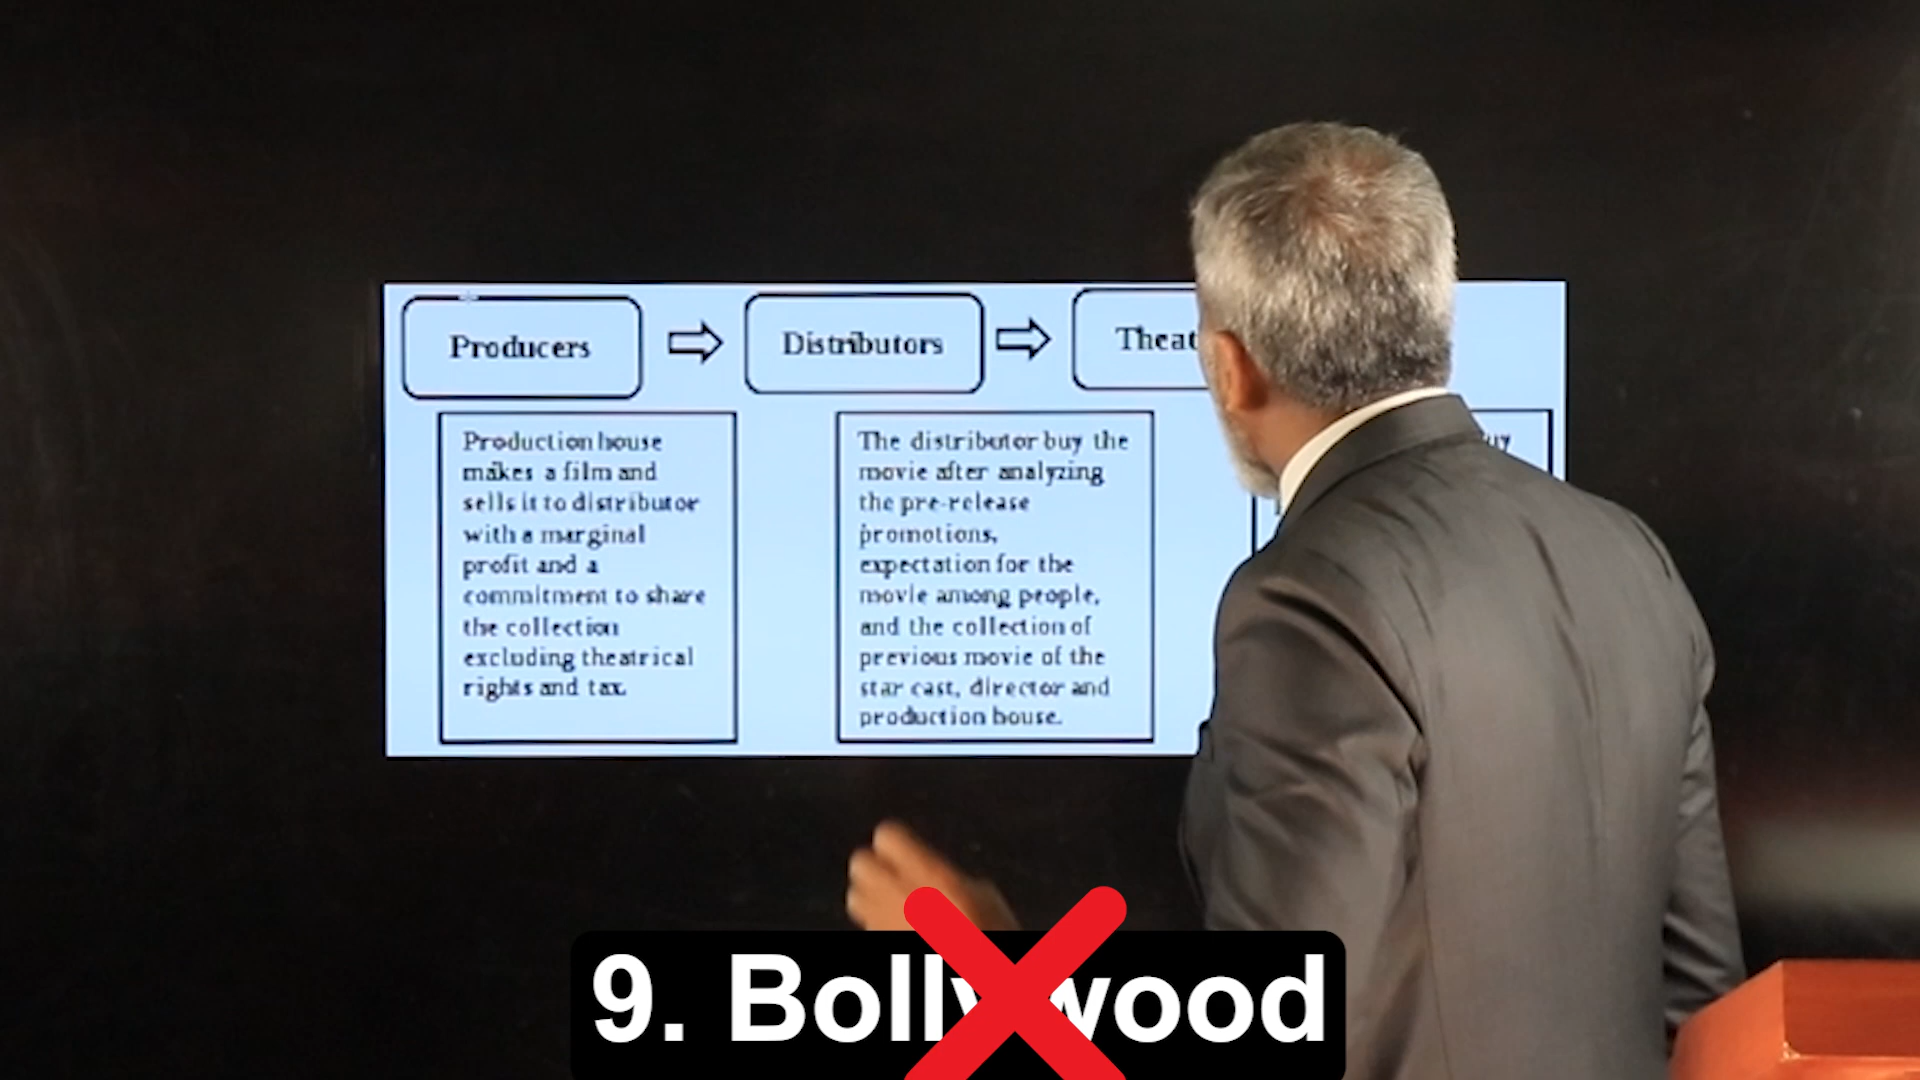 Producers
Distributors
Theat
Production house
makes a film and
sells it to distributor
with a marginal
profit and a
commitment to share
the collection
excluding theatrical
rights and tax.
The distributor buy the
movie after analyzing
the pre-release
promotions,
expectation for the
movie among people,
and the collection of
previous movie of the
star cast, director and
production house.
uy
9. Bollywood